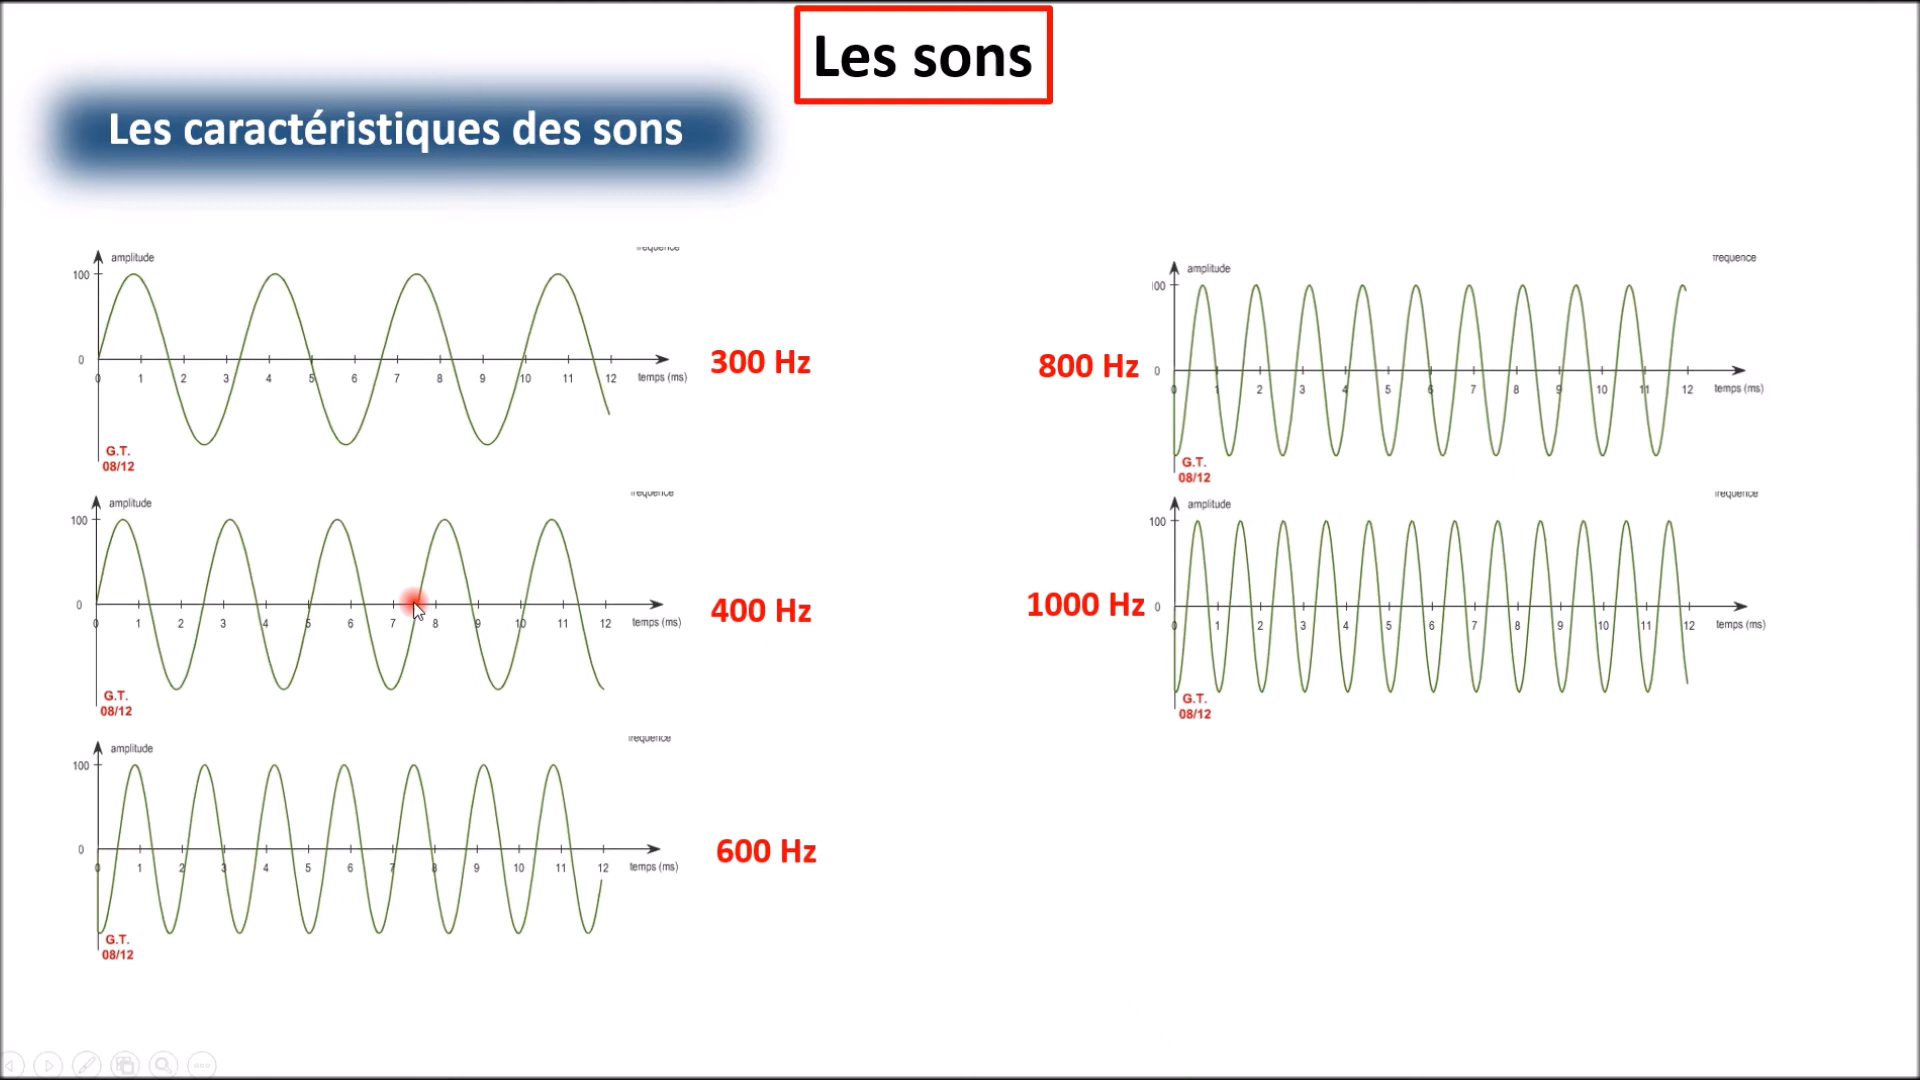 Les sons
Les caractéristiques des sons
amplitude
100
0
0 1 2 3 4 5 6 7 8 9 10 11 12 temps (ms)
G.T.
08/12
300 Hz
amplitude
100
0
0 1 2 3 4 5 6 7 8 9 10 11 12 temps (ms)
G.T.
08/12
400 Hz
amplitude
100
0
0 1 2 3 4 5 6 7 8 9 10 11 12 temps (ms)
G.T.
08/12
600 Hz
frequence
amplitude
100
0
0 1 2 3 4 5 6 7 8 9 10 11 12 temps (ms)
G.T.
08/12
800 Hz
amplitude
100
0
0 1 2 3 4 5 6 7 8 9 10 11 12 temps (ms)
G.T.
08/12
1000 Hz